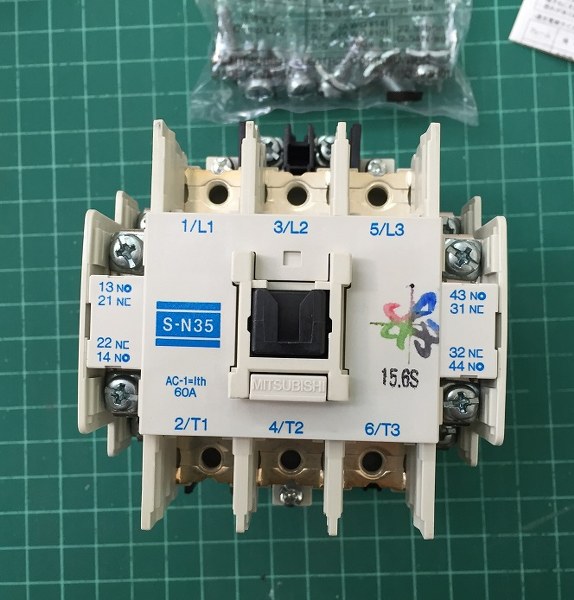 1/L1 3/L2 5/L3
13 NO
21 NC
43 NO
31 NC
S-N35
22 NC
14 NO
32 NC
44 NO
AC-1=Ith
60A
MITSUBISHI
15.6S
2/T1 4/T2 6/T3